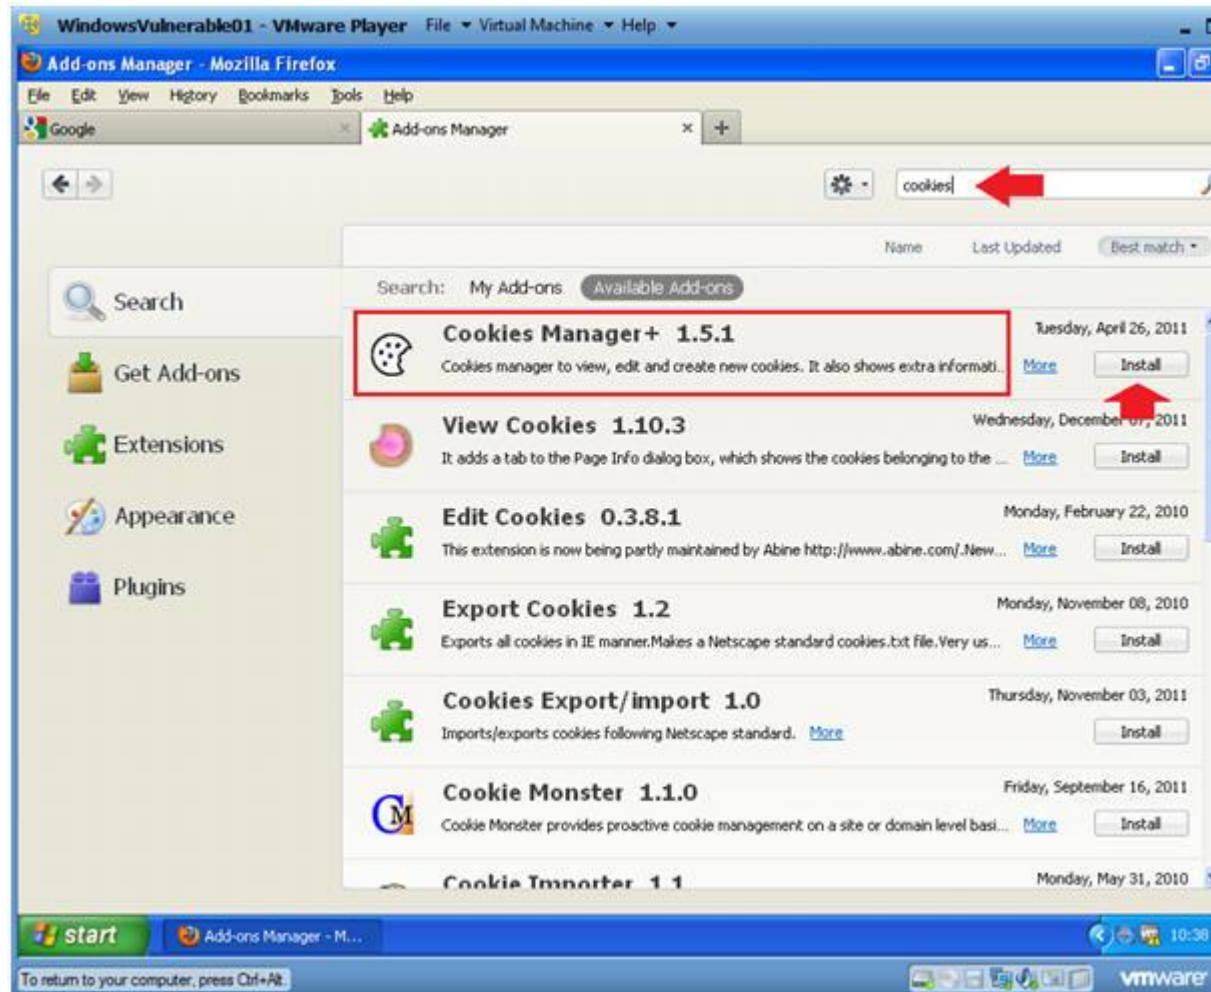 WindowsVulnerable01 - VMware Player File Virtual Machine Help
Add-ons Manager - Mozilla Firefox
File Edit View History Bookmarks Tools Help
Google Add-ons Manager
cookies
Name Last Updated Best match
Search: My Add-ons Available Add-ons
Search
Get Add-ons
Extensions
Appearance
Plugins
Cookies Manager+ 1.5.1 Tuesday, April 26, 2011
Cookies manager to view, edit and create new cookies. It also shows extra informati... More Install
View Cookies 1.10.3 Wednesday, December 07, 2011
It adds a tab to the Page Info dialog box, which shows the cookies belonging to the ... More Install
Edit Cookies 0.3.8.1 Monday, February 22, 2010
This extension is now being partly maintained by Abine http://www.abine.com/.New... More Install
Export Cookies 1.2 Monday, November 08, 2010
Exports all cookies in IE manner.Makes a Netscape standard cookies.txt file.Very us... More Install
Cookies Export/import 1.0 Thursday, November 03, 2011
Imports/exports cookies following Netscape standard. More Install
Cookie Monster 1.1.0 Friday, September 16, 2011
CM
Cookie Monster provides proactive cookie management on a site or domain level basi... More Install
Cookie Importer 1.1 Monday, May 31, 2010
start Add-ons Manager - M... 10:38
To return to your computer, press Ctrl+Alt. vmware